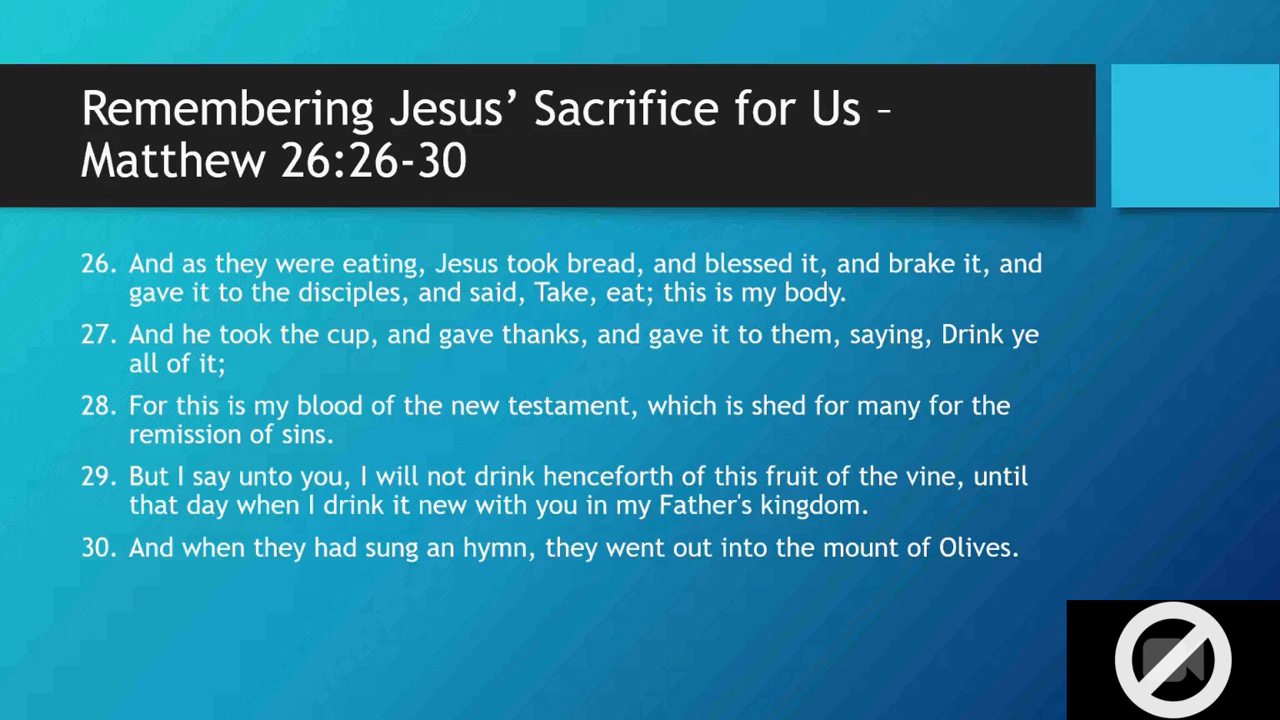 Remembering Jesus’ Sacrifice for Us –
Matthew 26:26-30
26. And as they were eating, Jesus took bread, and blessed it, and brake it, and
gave it to the disciples, and said, Take, eat; this is my body.
27. And he took the cup, and gave thanks, and gave it to them, saying, Drink ye
all of it;
28. For this is my blood of the new testament, which is shed for many for the
remission of sins.
29. But I say unto you, I will not drink henceforth of this fruit of the vine, until
that day when I drink it new with you in my Father's kingdom.
30. And when they had sung an hymn, they went out into the mount of Olives.